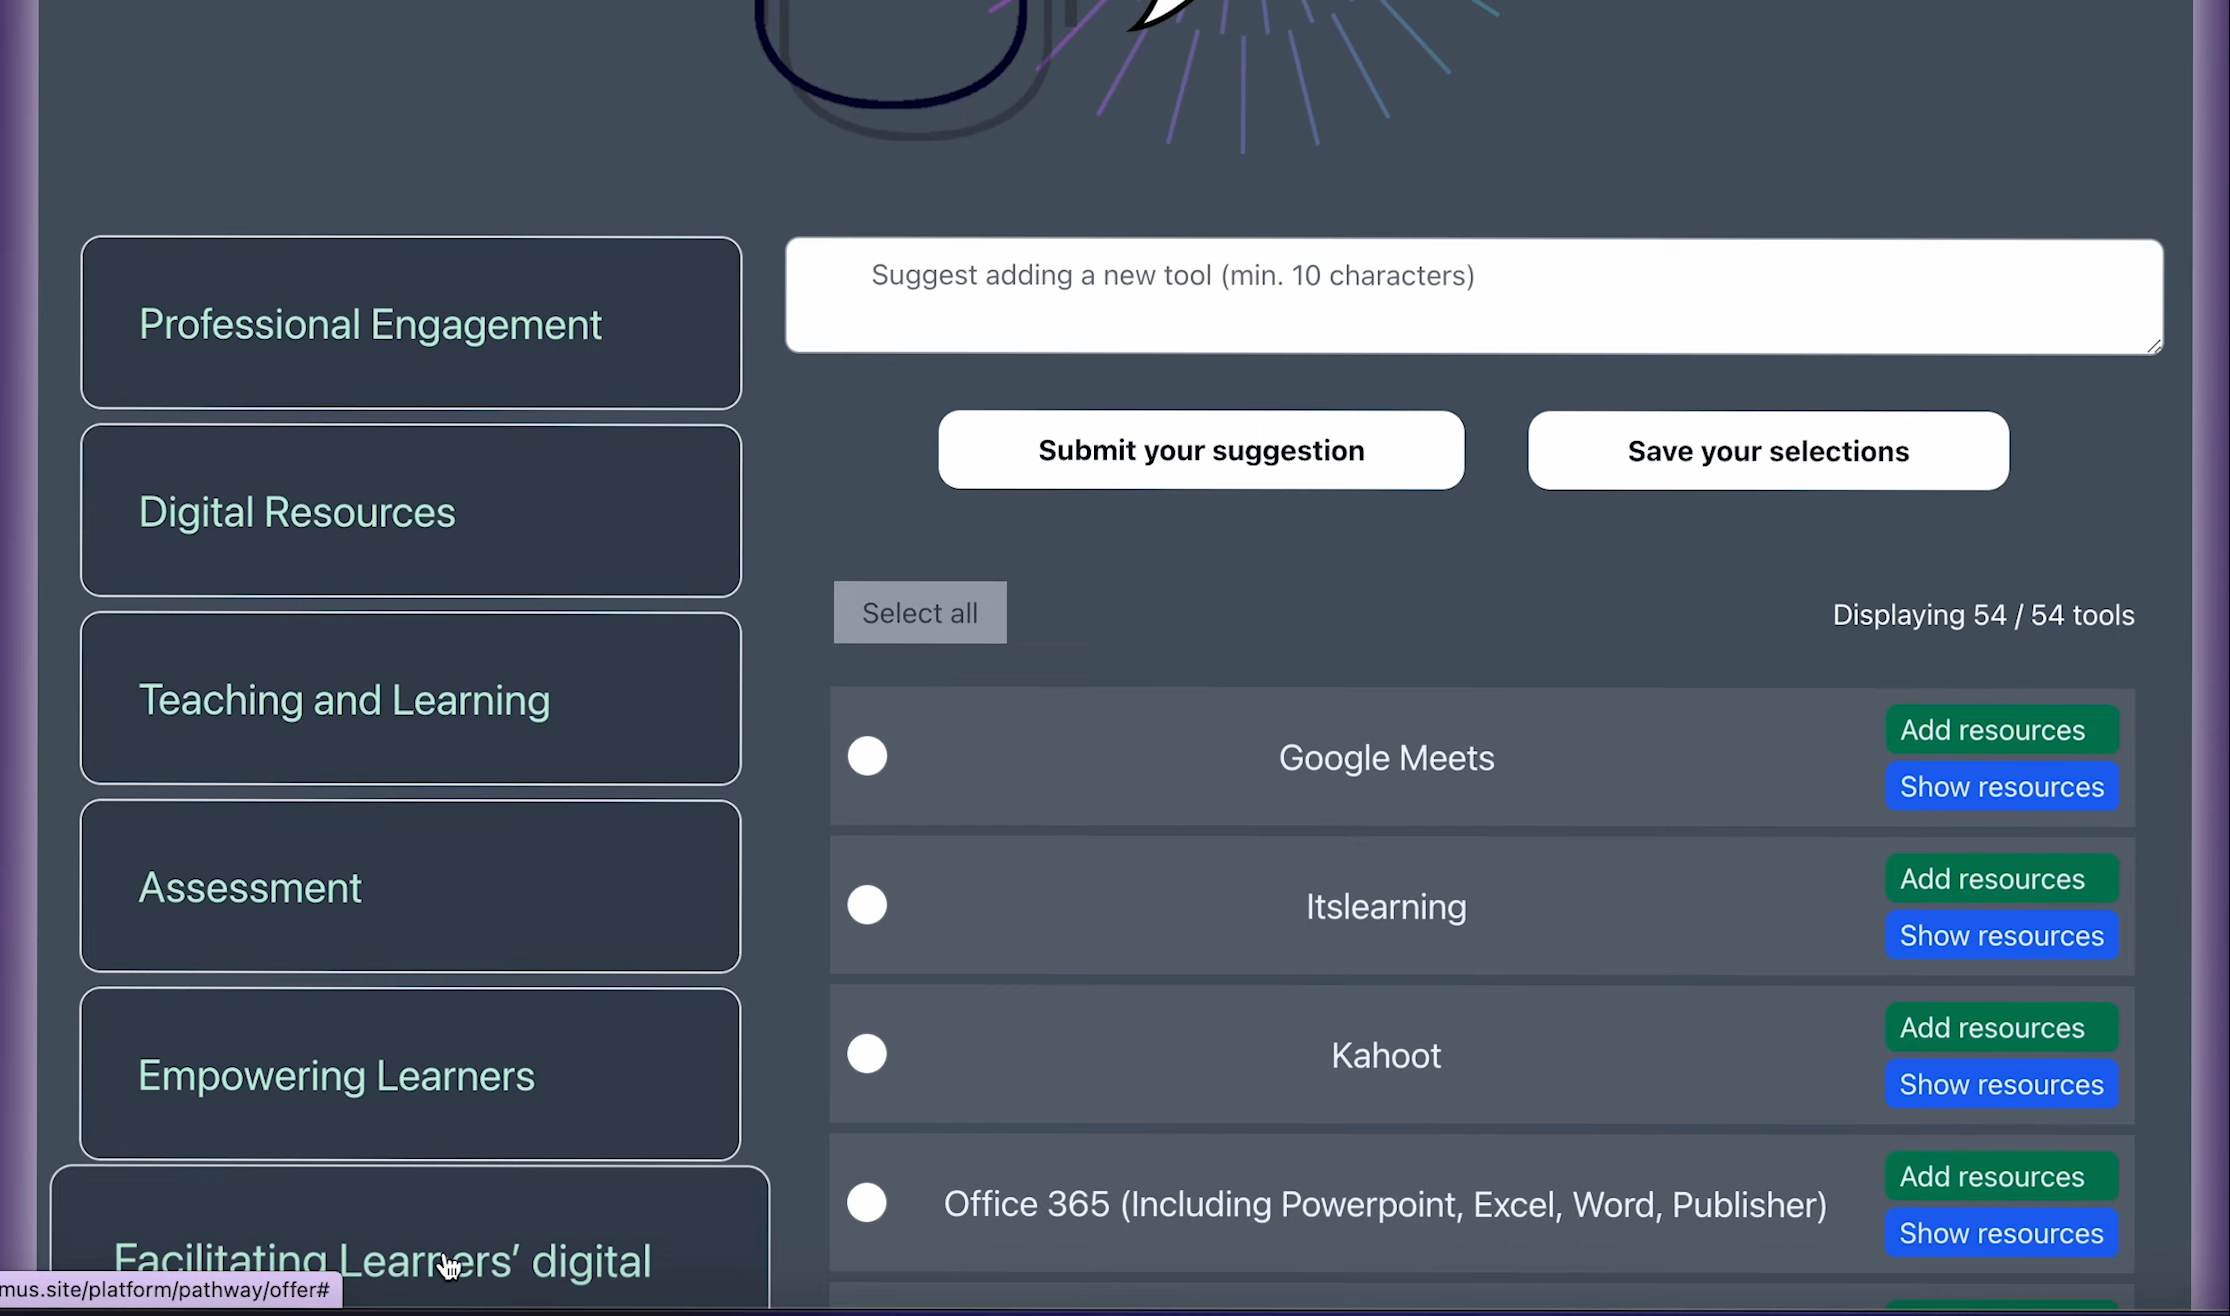 Professional Engagement
Digital Resources
Teaching and Learning
Assessment
Empowering Learners
Facilitating Learners’ digital
mus.site/platform/pathway/offer#
Suggest adding a new tool (min. 10 characters)
Submit your suggestion
Save your selections
Select all
Displaying 54 / 54 tools
Google Meets
Add resources
Show resources
Itslearning
Add resources
Show resources
Kahoot
Add resources
Show resources
Office 365 (Including Powerpoint, Excel, Word, Publisher)
Add resources
Show resources